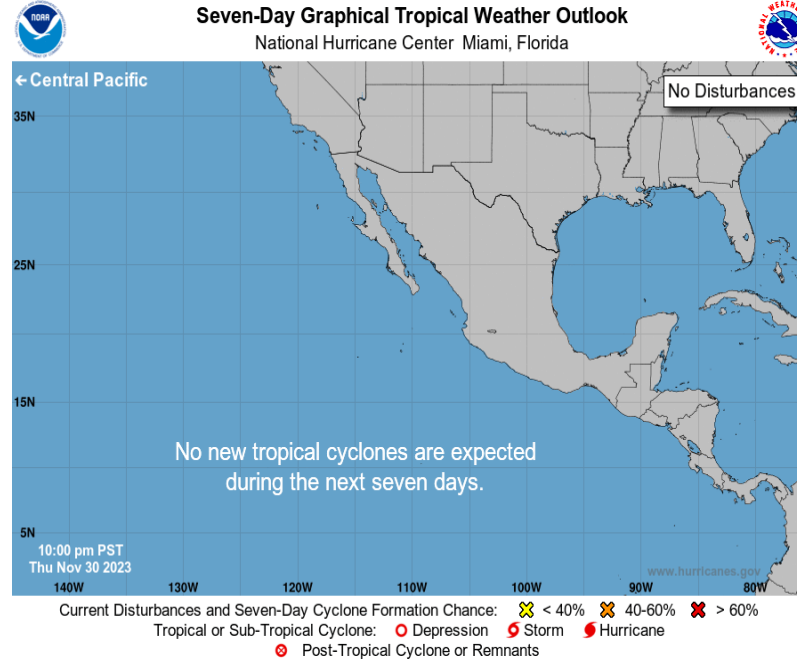 Seven-Day Graphical Tropical Weather Outlook
National Hurricane Center Miami, Florida
NOAA
← Central Pacific
No Disturbances
35N
25N
15N
No new tropical cyclones are expected
during the next seven days.
5N
10:00 pm PST
Thu Nov 30 2023
www.hurricanes.gov
140W 130W 120W 110W 100W 90W 80W
Current Disturbances and Seven-Day Cyclone Formation Chance: < 40% 40-60% > 60%
Tropical or Sub-Tropical Cyclone: Depression Storm Hurricane
Post-Tropical Cyclone or Remnants